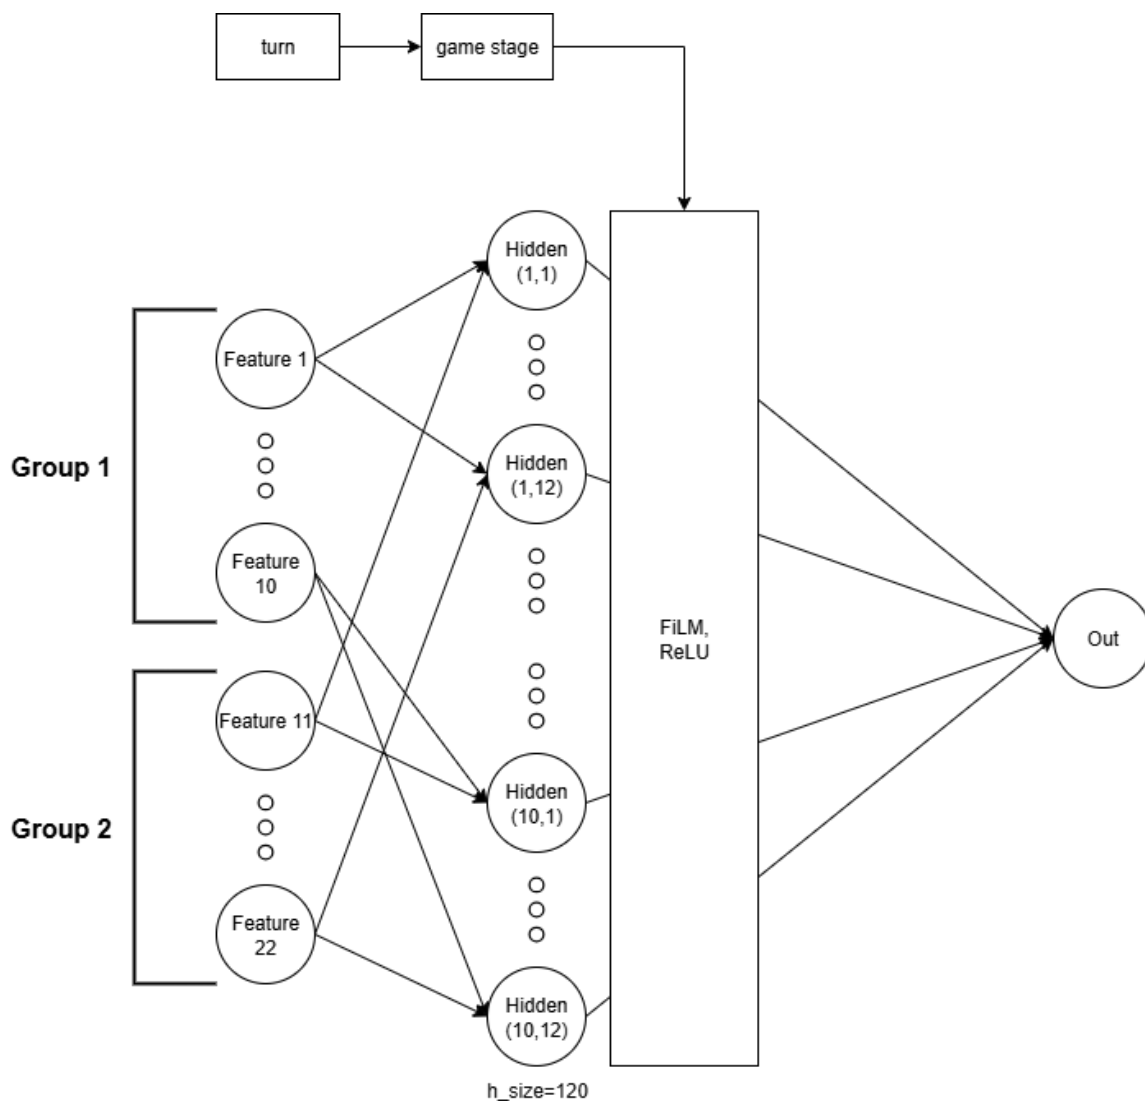 turn
game stage
Hidden
(1,1)
Feature 1
Group 1
Hidden
(1,12)
Feature
10
FiLM,
ReLU
Out
Feature 11
Hidden
(10,1)
Group 2
Feature
22
Hidden
(10,12)
h_size=120